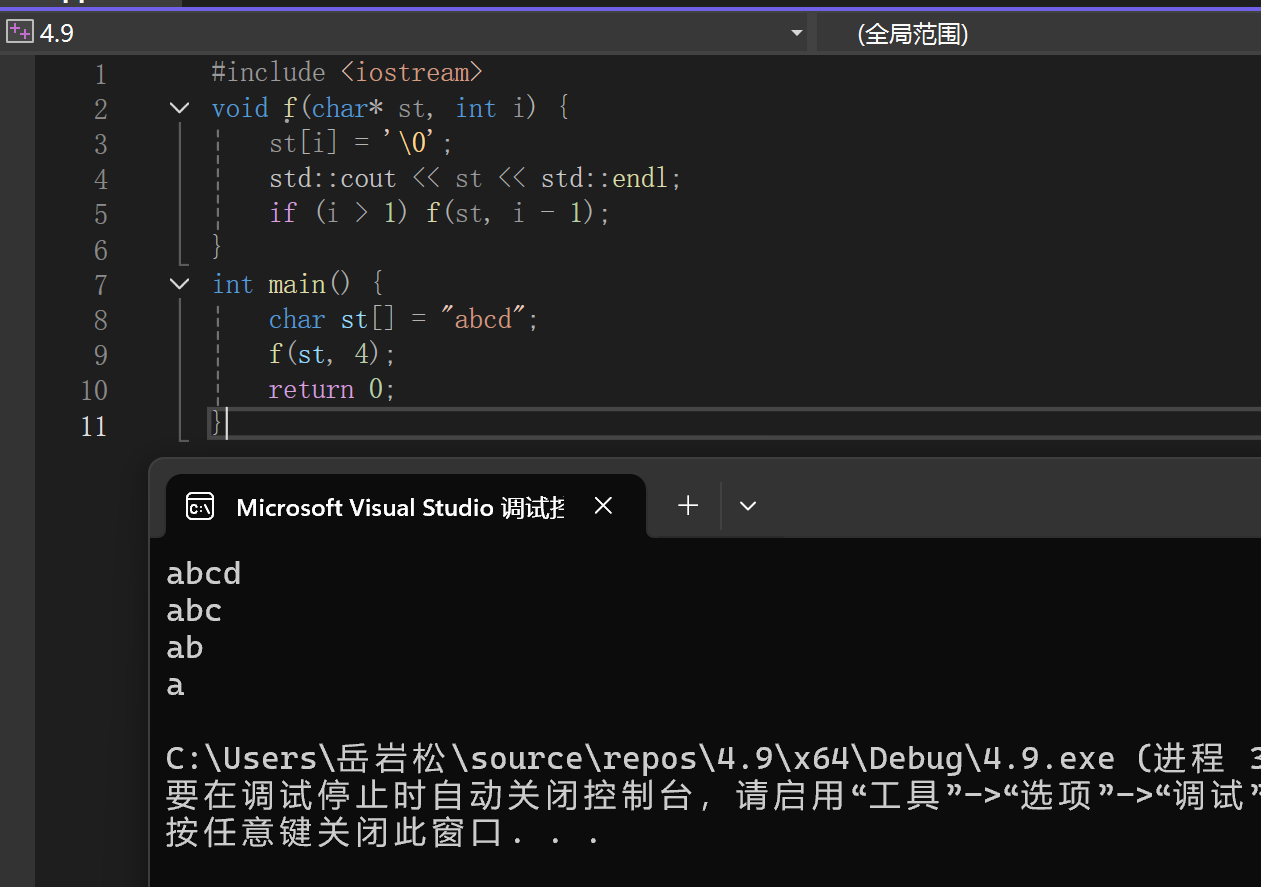 4.9 (全局范围)
1 #include <iostream>
2 void f(char* st, int i) {
3 st[i] = '\0';
4 std::cout << st << std::endl;
5 if (i > 1) f(st, i - 1);
6 }
7 int main() {
8 char st[] = "abcd";
9 f(st, 4);
10 return 0;
11 }
Microsoft Visual Studio 调试控
abcd
abc
ab
a
C:\Users\岳岩松\source\repos\4.9\x64\Debug\4.9.exe (进程 3
要在调试停止时自动关闭控制台，请启用“工具”->“选项”->“调试”
按任意键关闭此窗口. . .